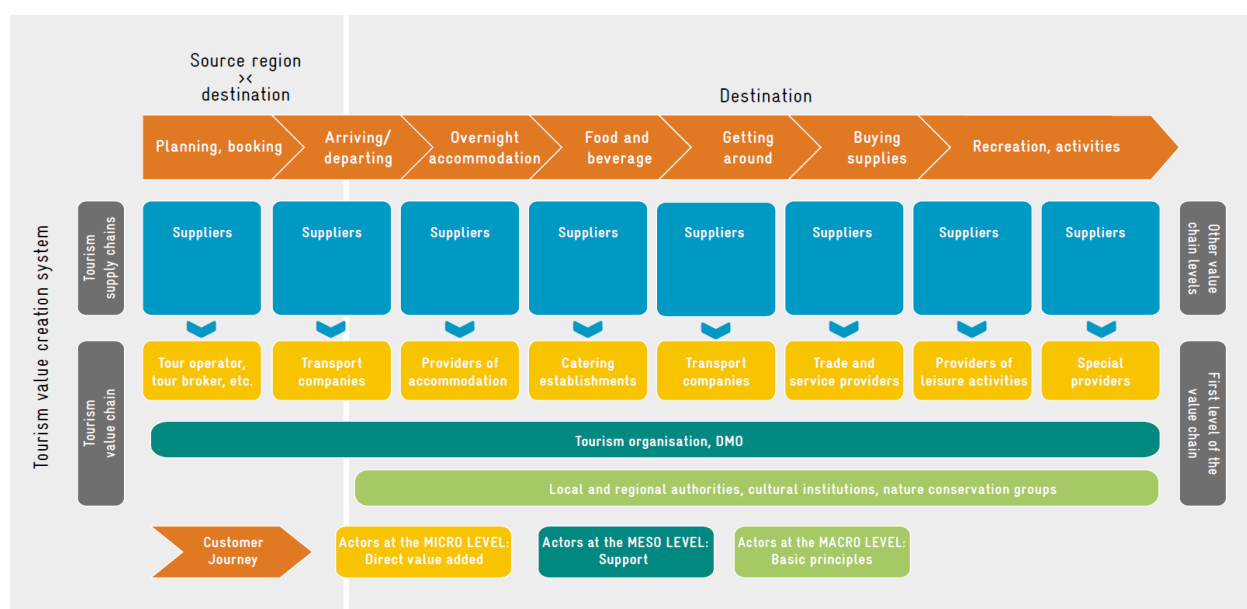 Source region
><
destination
Destination
Planning, booking
Arriving/
departing
Overnight
accommodation
Food and
beverage
Getting
around
Buying
supplies
Recreation, activities
Tourism value creation system
Tourism
supply chains
Suppliers
Suppliers
Suppliers
Suppliers
Suppliers
Suppliers
Suppliers
Suppliers
Other value
chain levels
Tourism
value chain
Tour operator,
tour broker, etc.
Transport
companies
Providers of
accommodation
Catering
establishments
Transport
companies
Trade and
service providers
Providers of
leisure activities
Special
providers
First level of the
value chain
Tourism organisation, DMO
Local and regional authorities, cultural institutions, nature conservation groups
Customer
Journey
Actors at the MICRO LEVEL:
Direct value added
Actors at the MESO LEVEL:
Support
Actors at the MACRO LEVEL:
Basic principles